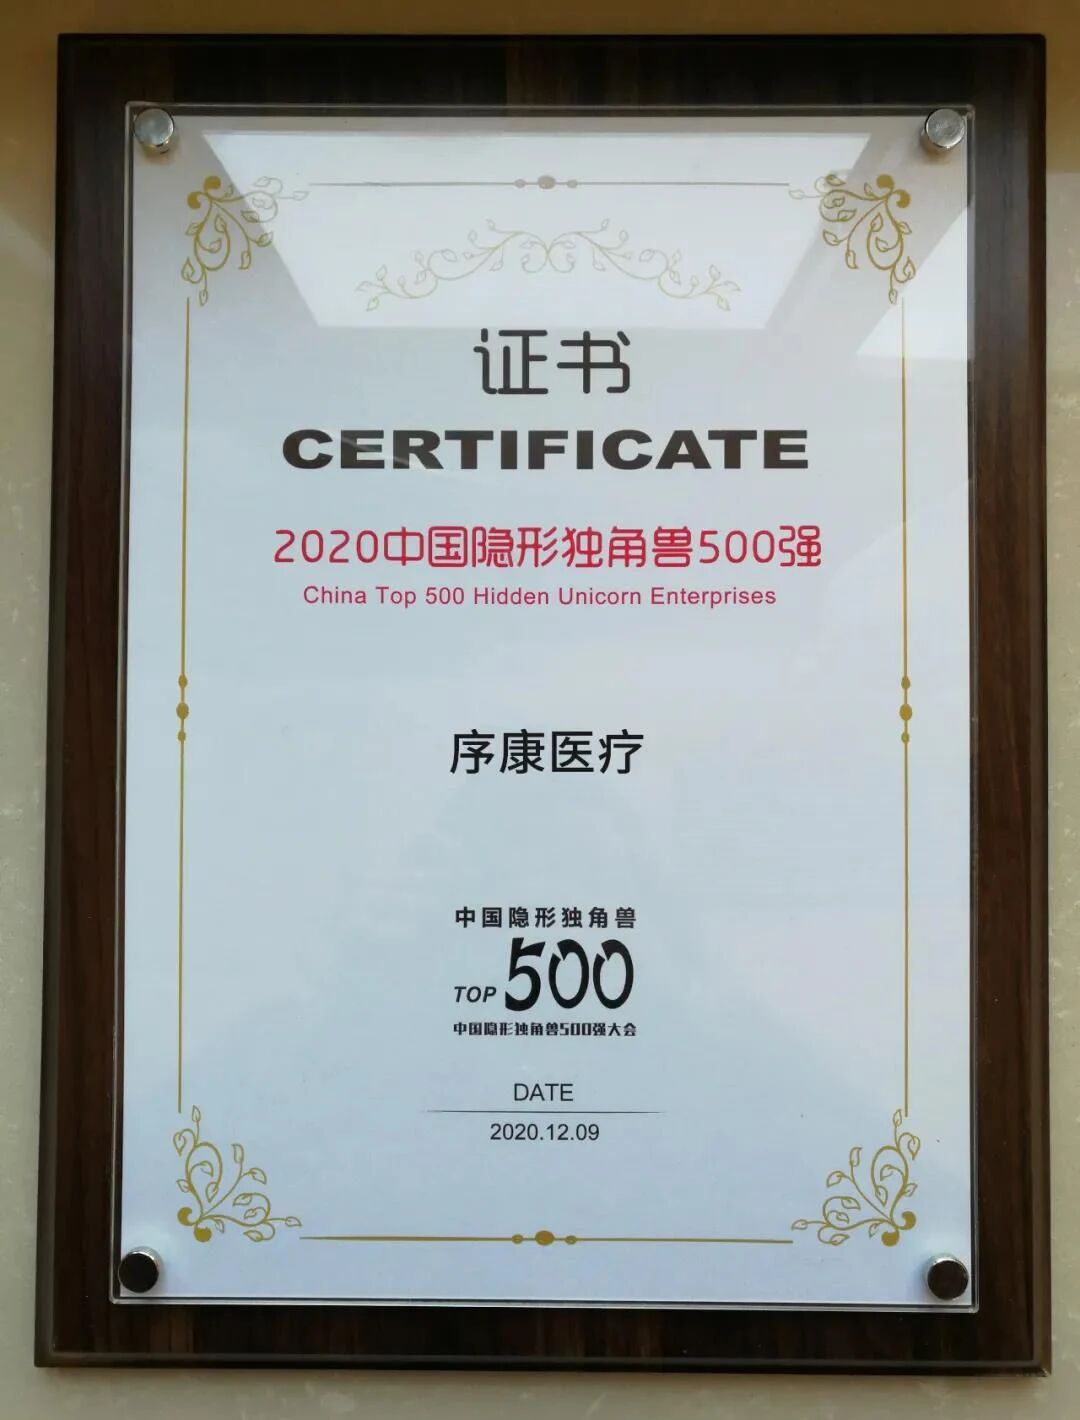 证书
CERTIFICATE
2020中国隐形独角兽500强
China Top 500 Hidden Unicorn Enterprises
序康医疗
中国隐形独角兽
TOP 500
中国隐形独角兽500强大会
DATE
2020.12.09